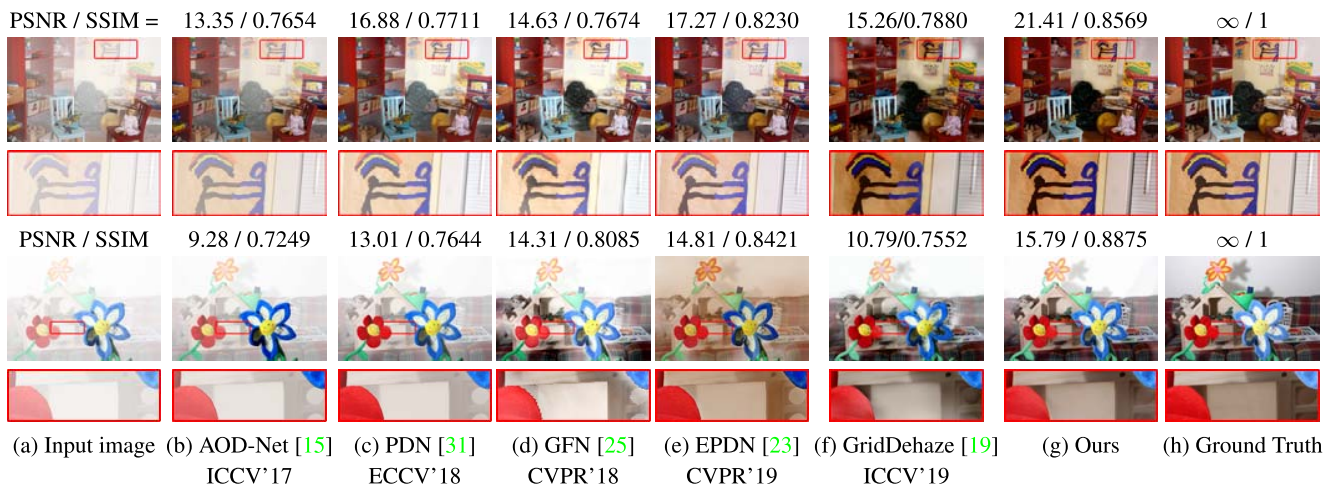 PSNR / SSIM = 13.35 / 0.7654 16.88 / 0.7711 14.63 / 0.7674 17.27 / 0.8230 15.26/0.7880 21.41 / 0.8569 ∞ / 1
PSNR / SSIM 9.28 / 0.7249 13.01 / 0.7644 14.31 / 0.8085 14.81 / 0.8421 10.79/0.7552 15.79 / 0.8875 ∞ / 1
(a) Input image (b) AOD-Net [15] (c) PDN [31] (d) GFN [25] (e) EPDN [23] (f) GridDehaze [19] (g) Ours (h) Ground Truth
ICCV'17 ECCV'18 CVPR'18 CVPR'19 ICCV'19